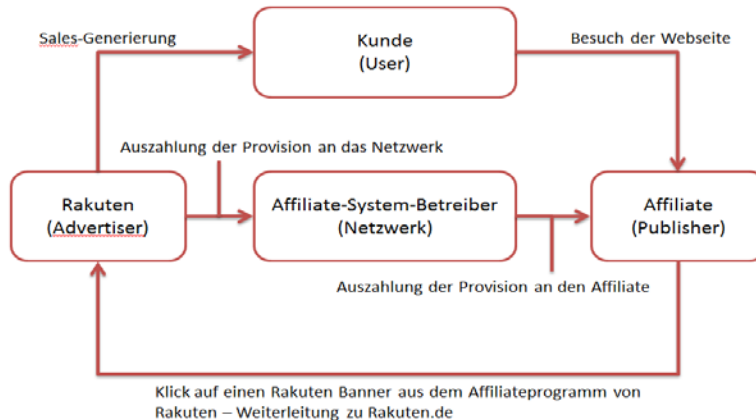 Sales-Generierung
Kunde
(User)
Besuch der Webseite
Auszahlung der Provision an das Netzwerk
Rakuten
(Advertiser)
Affiliate-System-Betreiber
(Netzwerk)
Affiliate
(Publisher)
Auszahlung der Provision an den Affiliate
Klick auf einen Rakuten Banner aus dem Affiliateprogramm von
Rakuten – Weiterleitung zu Rakuten.de